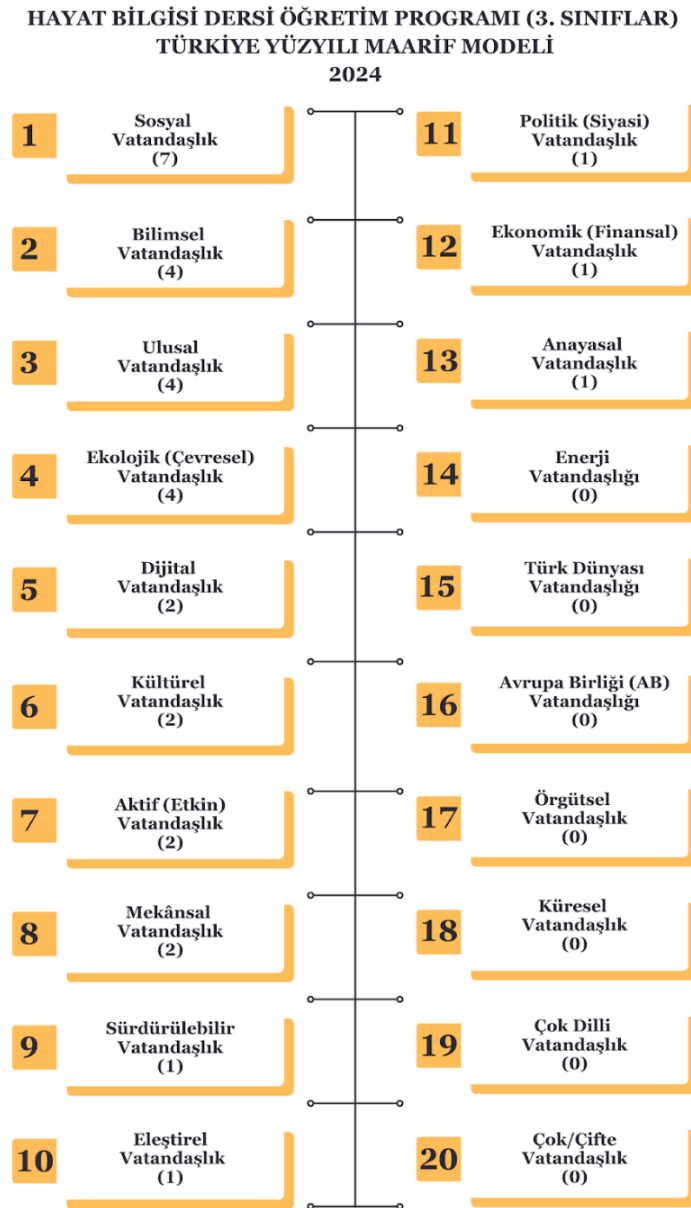 HAYAT BİLGİSİ DERSİ ÖĞRETİM PROGRAMI (3. SINIFLAR)
TÜRKİYE YÜZYILI MAARİF MODELİ
2024
1
Sosyal
Vatandaşlık
(7)
2
Bilimsel
Vatandaşlık
(4)
3
Ulusal
Vatandaşlık
(4)
4
Ekolojik (Çevresel)
Vatandaşlık
(4)
5
Dijital
Vatandaşlık
(2)
6
Kültürel
Vatandaşlık
(2)
7
Aktif (Etkin)
Vatandaşlık
(2)
8
Mekânsal
Vatandaşlık
(2)
9
Sürdürülebilir
Vatandaşlık
(1)
10
Eleştirel
Vatandaşlık
(1)
11
Politik (Siyasi)
Vatandaşlık
(1)
12
Ekonomik (Finansal)
Vatandaşlık
(1)
13
Anayasal
Vatandaşlık
(1)
14
Enerji
Vatandaşlığı
(0)
15
Türk Dünyası
Vatandaşlığı
(0)
16
Avrupa Birliği (AB)
Vatandaşlığı
(0)
17
Örgütsel
Vatandaşlık
(0)
18
Küresel
Vatandaşlık
(0)
19
Çok Dilli
Vatandaşlık
(0)
20
Çok/Çifte
Vatandaşlık
(0)